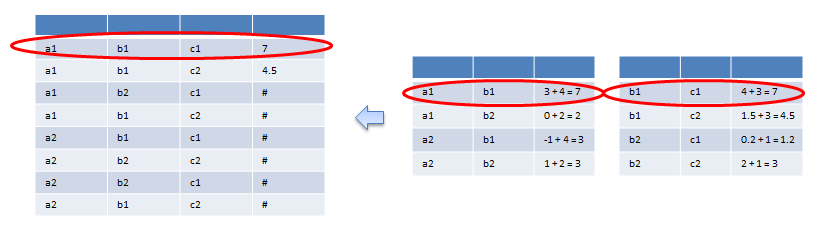 a1 b1 c1 7
a1 b1 c2 4.5
a1 b2 c1 #
a1 b1 c2 #
a2 b1 c1 #
a2 b2 c2 #
a2 b2 c1 #
a2 b1 c2 #
a1 b1 3 + 4 = 7
a1 b2 0 + 2 = 2
a2 b1 -1 + 4 = 3
a2 b2 1 + 2 = 3
b1 c1 4 + 3 = 7
b1 c2 1.5 + 3 = 4.5
b2 c1 0.2 + 1 = 1.2
b2 c2 2 + 1 = 3